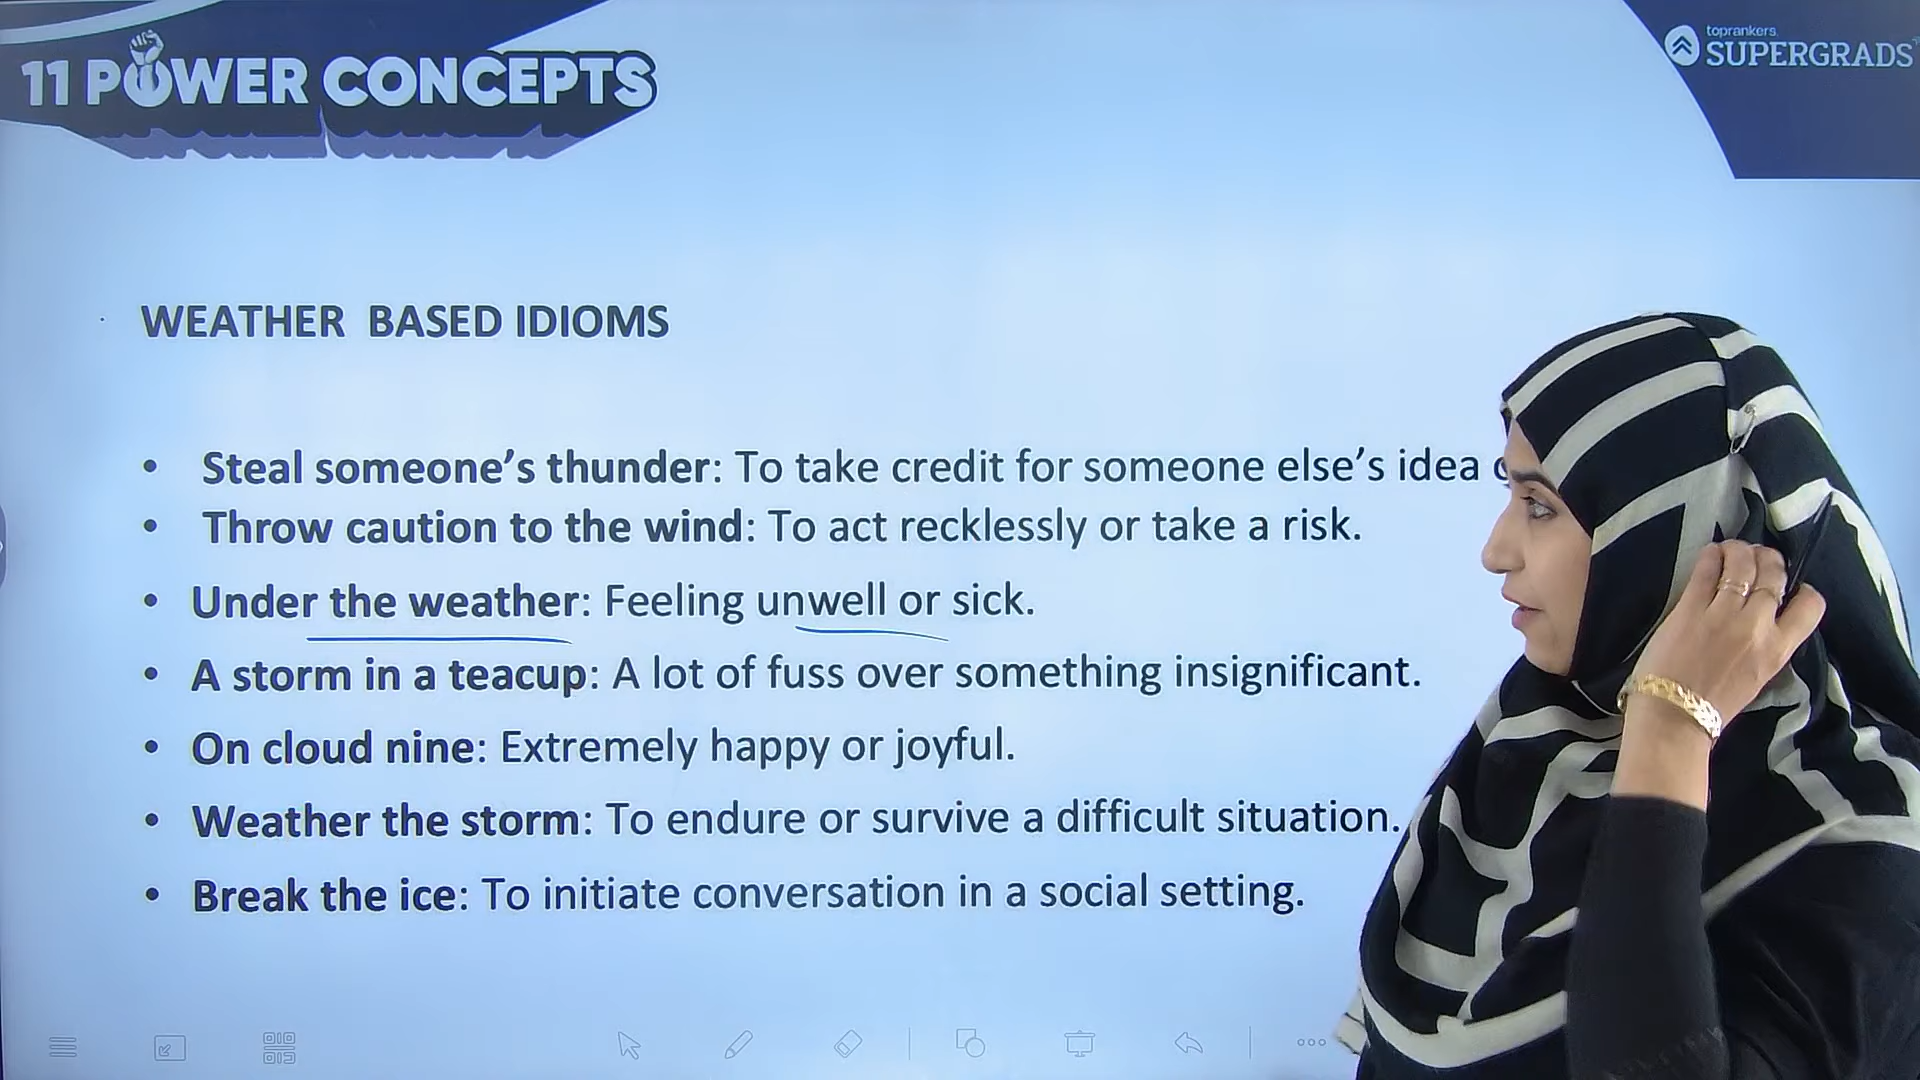 11 POWER CONCEPTS
toprankers
SUPERGRADS
WEATHER BASED IDIOMS
• Steal someone's thunder: To take credit for someone else's idea
• Throw caution to the wind: To act recklessly or take a risk.
• Under the weather: Feeling unwell or sick.
• A storm in a teacup: A lot of fuss over something insignificant.
• On cloud nine: Extremely happy or joyful.
• Weather the storm: To endure or survive a difficult situation.
• Break the ice: To initiate conversation in a social setting.